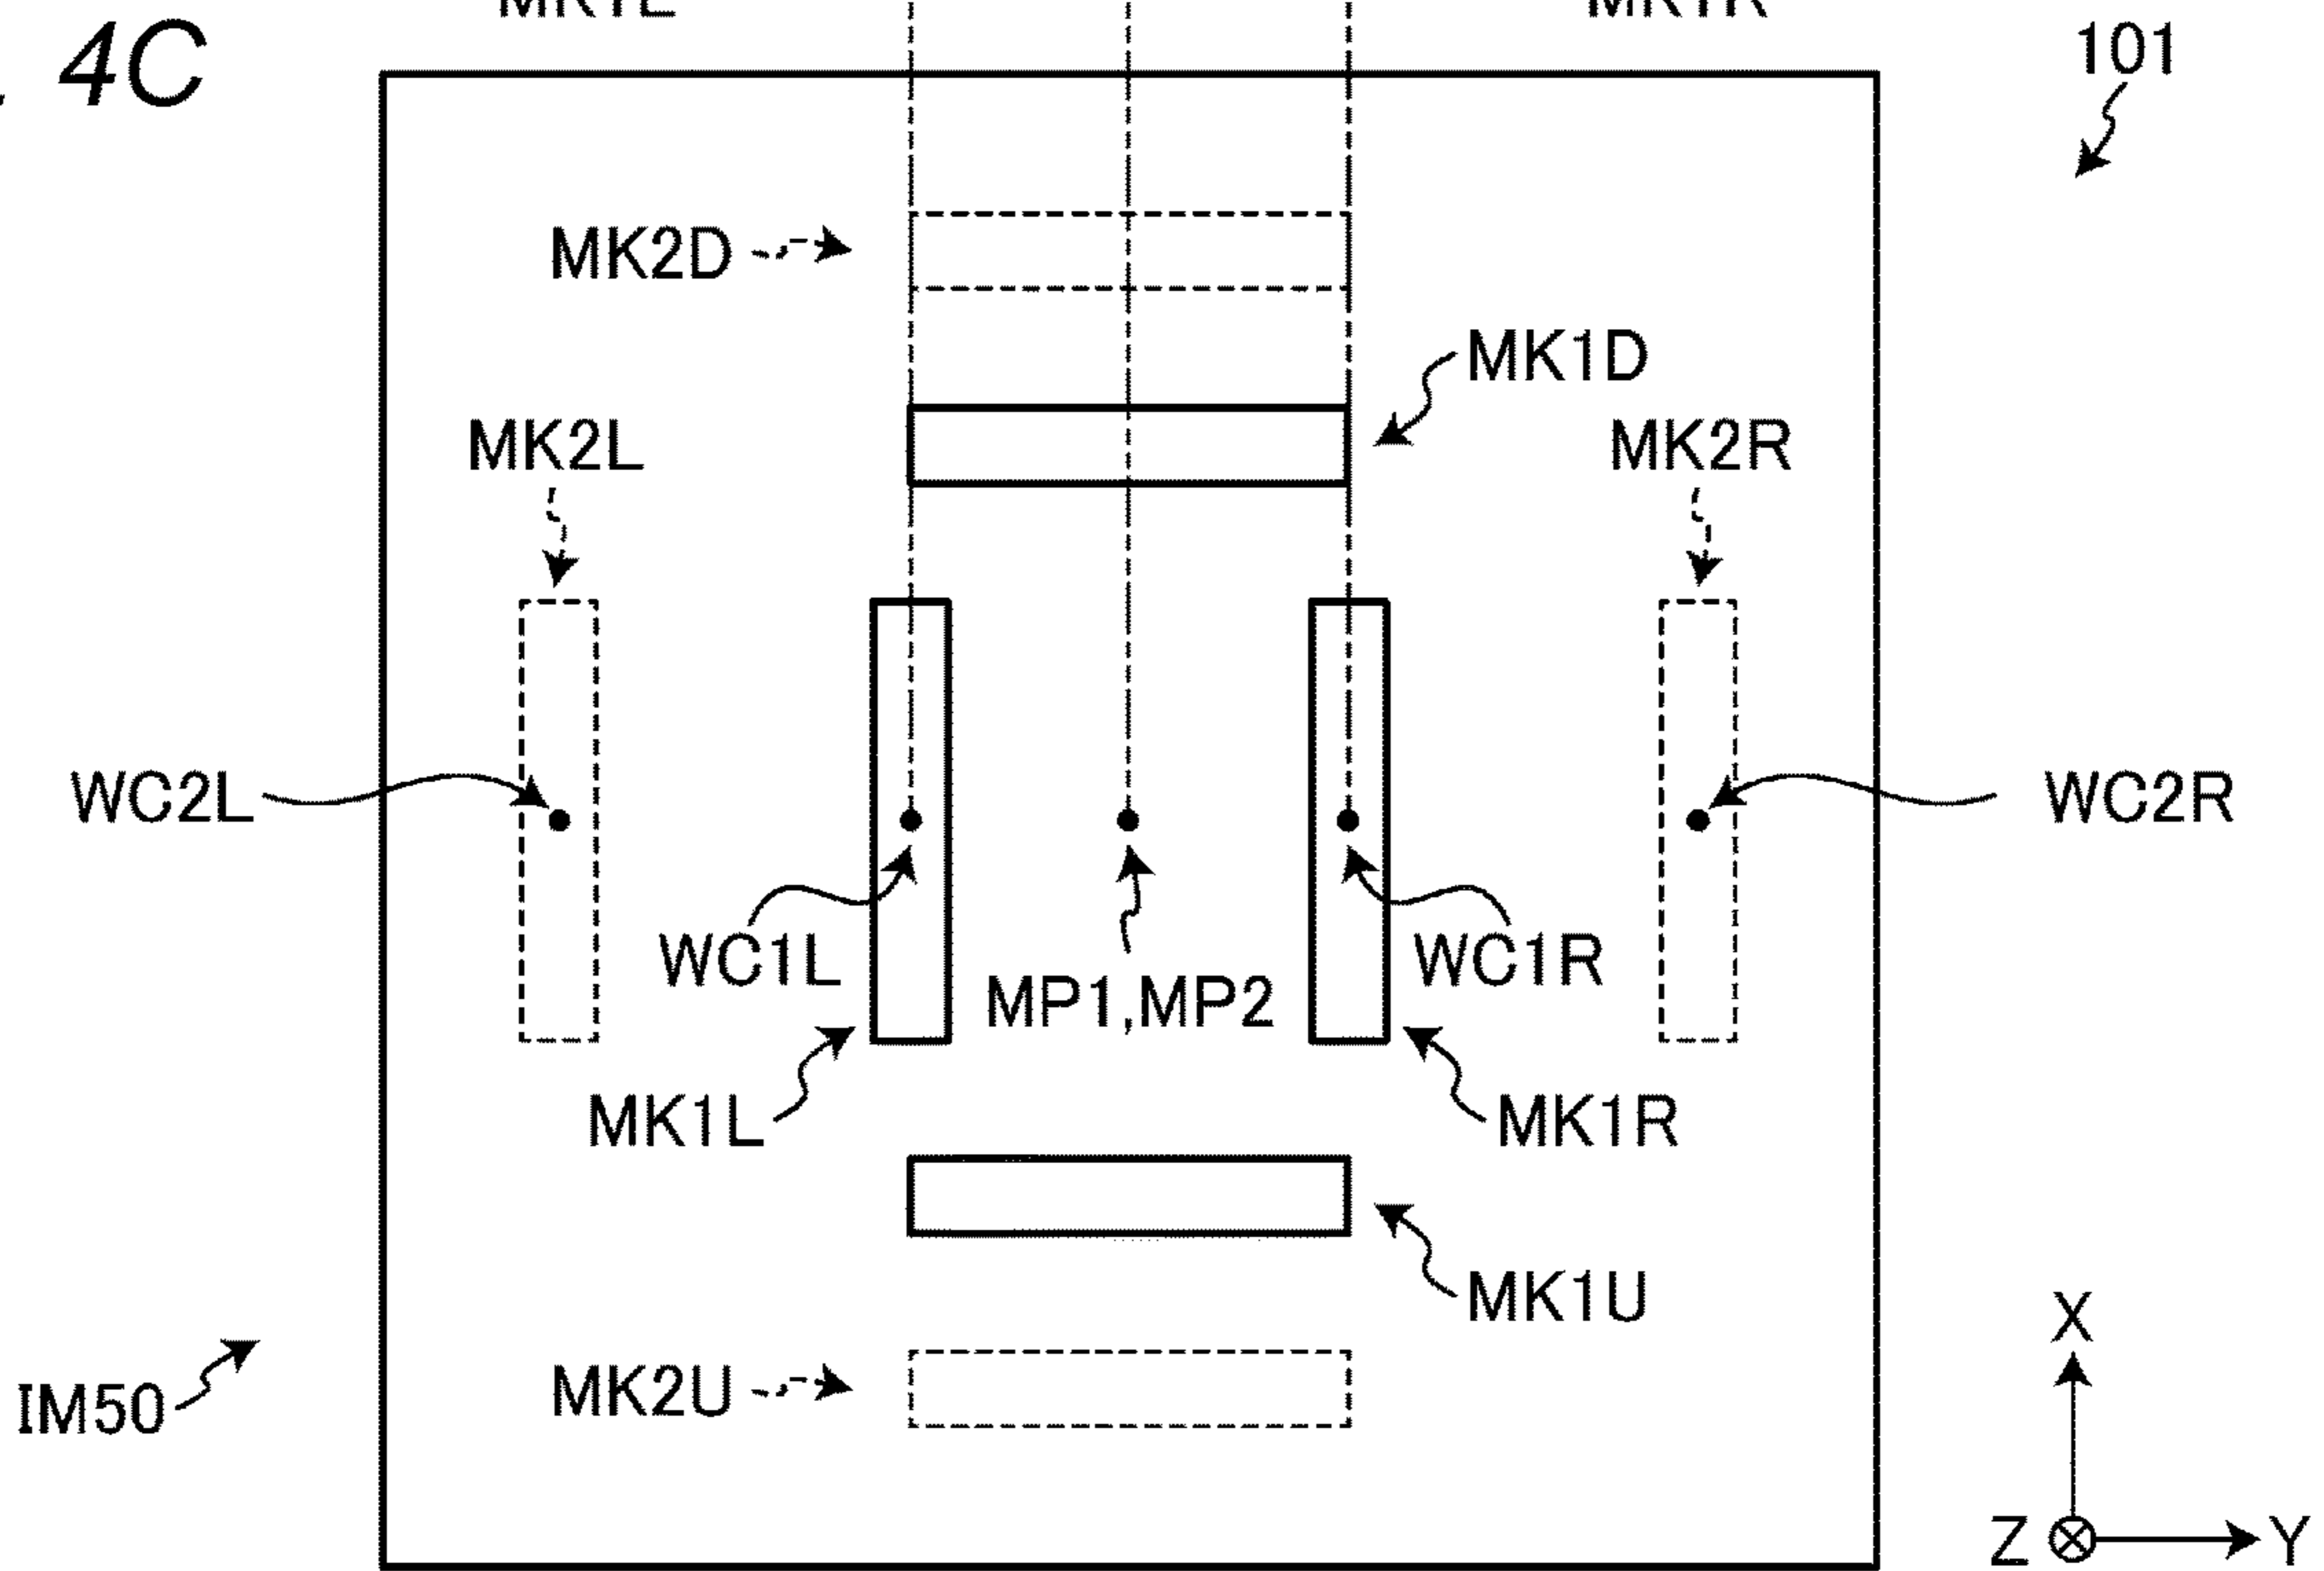 4C
101
MK2D
MK1D
MK2L
MK2R
WC2L
WC2R
WC1L
WC1R
MP1,MP2
MK1L
MK1R
MK1U
MK2U
IM50
X
Z
Y